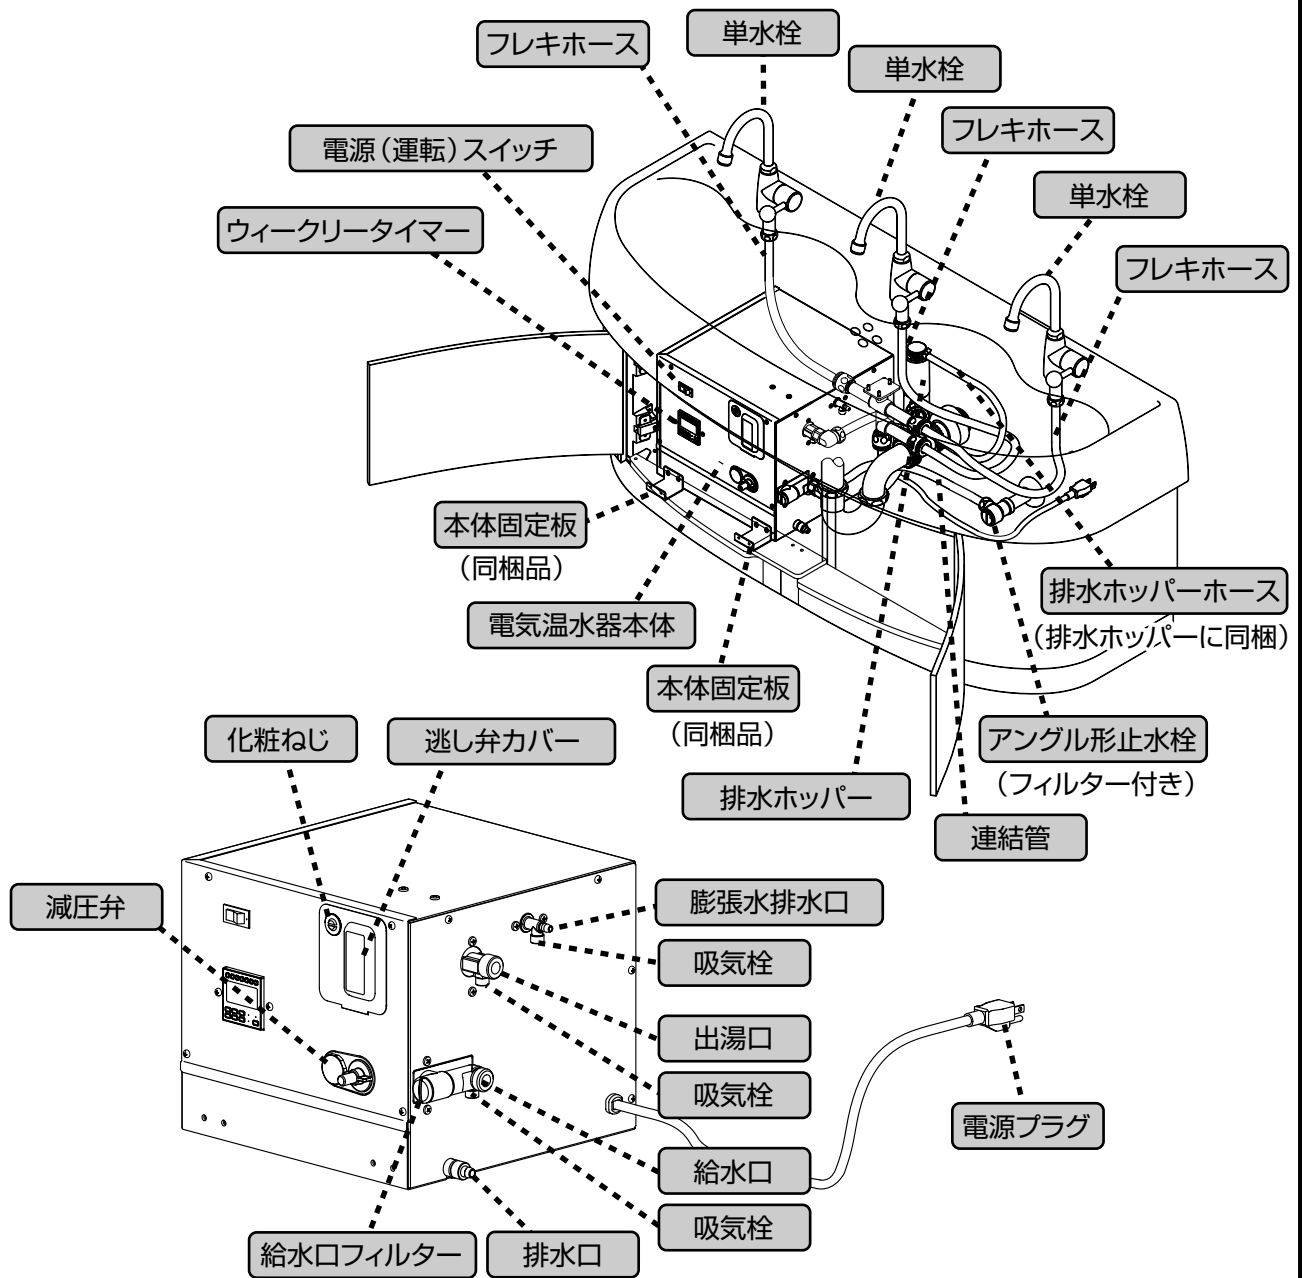 単水栓
フレキホース
単水栓
フレキホース
電源（運転）スイッチ
単水栓
ウィークリータイマー
フレキホース
本体固定板
（同梱品）
排水ホッパーホース
（排水ホッパーに同梱）
電気温水器本体
本体固定板
（同梱品）
化粧ねじ
逃し弁カバー
アングル形止水栓
（フィルター付き）
排水ホッパー
連結管
減圧弁
膨張水排水口
吸気栓
出湯口
吸気栓
電源プラグ
給水口
吸気栓
給水口フィルター
排水口